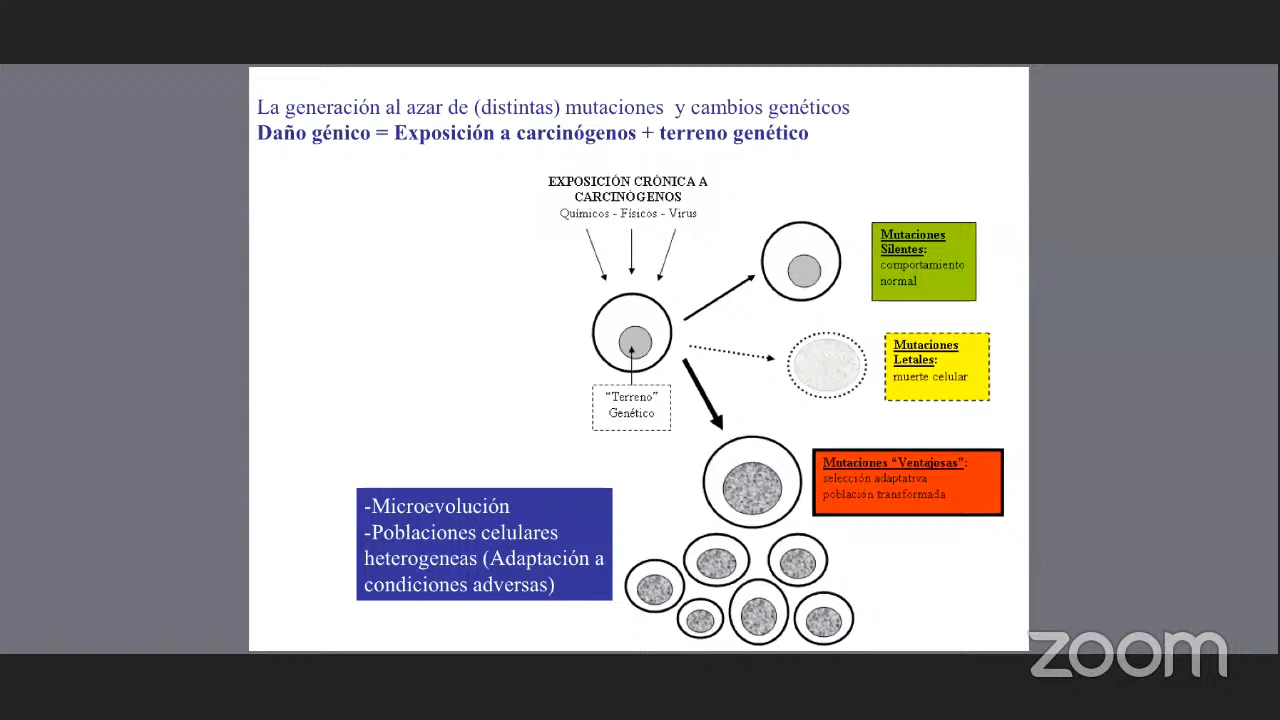 La generación al azar de (distintas) mutaciones y cambios genéticos
Daño génico = Exposición a carcinógenos + terreno genético
EXPOSICIÓN CRÓNICA A
CARCINÓGENOS
Químicos - Físicos - Virus
Mutaciones
Silentes:
comportamiento
normal
Mutaciones
Letales:
muerte celular
"Terreno"
Genético
Mutaciones "Ventajosas":
selección adaptativa
población transformada
-Microevolución
-Poblaciones celulares
heterogeneas (Adaptación a
condiciones adversas)
zoom